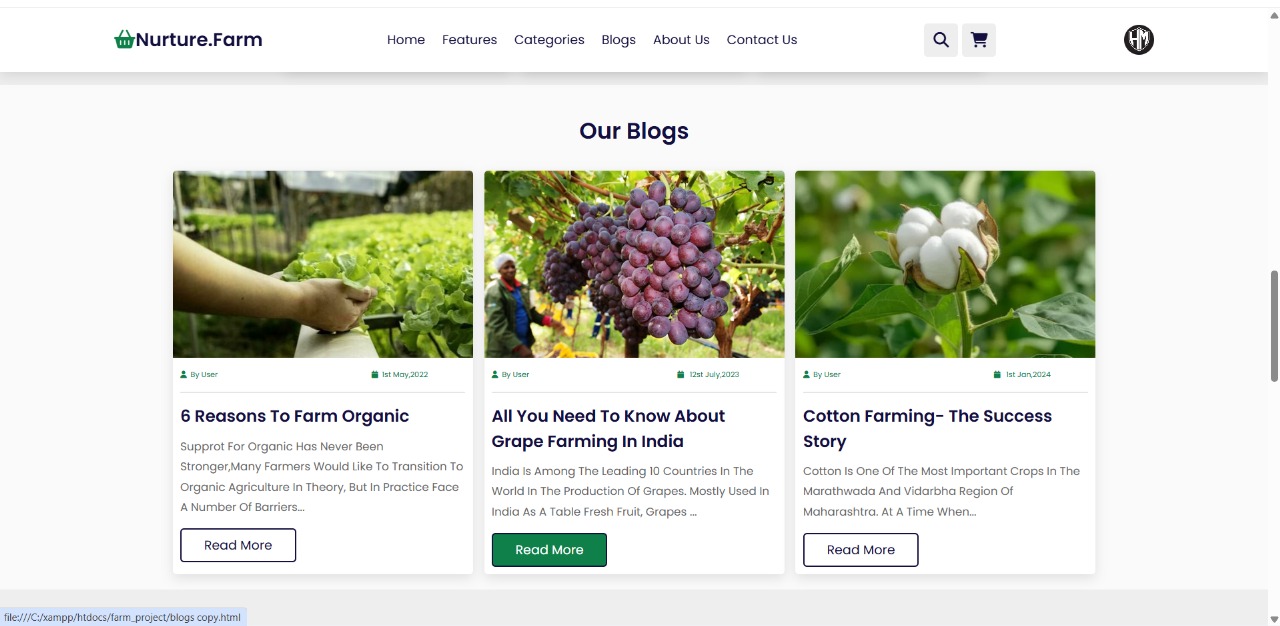 Nurture.Farm
Home Features Categories Blogs About Us Contact Us
HM
Our Blogs
By User 1st May,2022
6 Reasons To Farm Organic
Supprot For Organic Has Never Been
Stronger,Many Farmers Would Like To Transition To
Organic Agriculture In Theory, But In Practice Face
A Number Of Barriers...
Read More
By User 12st July,2023
All You Need To Know About
Grape Farming In India
India Is Among The Leading 10 Countries In The
World In The Production Of Grapes. Mostly Used In
India As A Table Fresh Fruit, Grapes ...
Read More
By User 1st Jan,2024
Cotton Farming- The Success
Story
Cotton Is One Of The Most Important Crops In The
Marathwada And Vidarbha Region Of
Maharashtra. At A Time When...
Read More
file:///C:/xampp/htdocs/farm_project/blogs copy.html